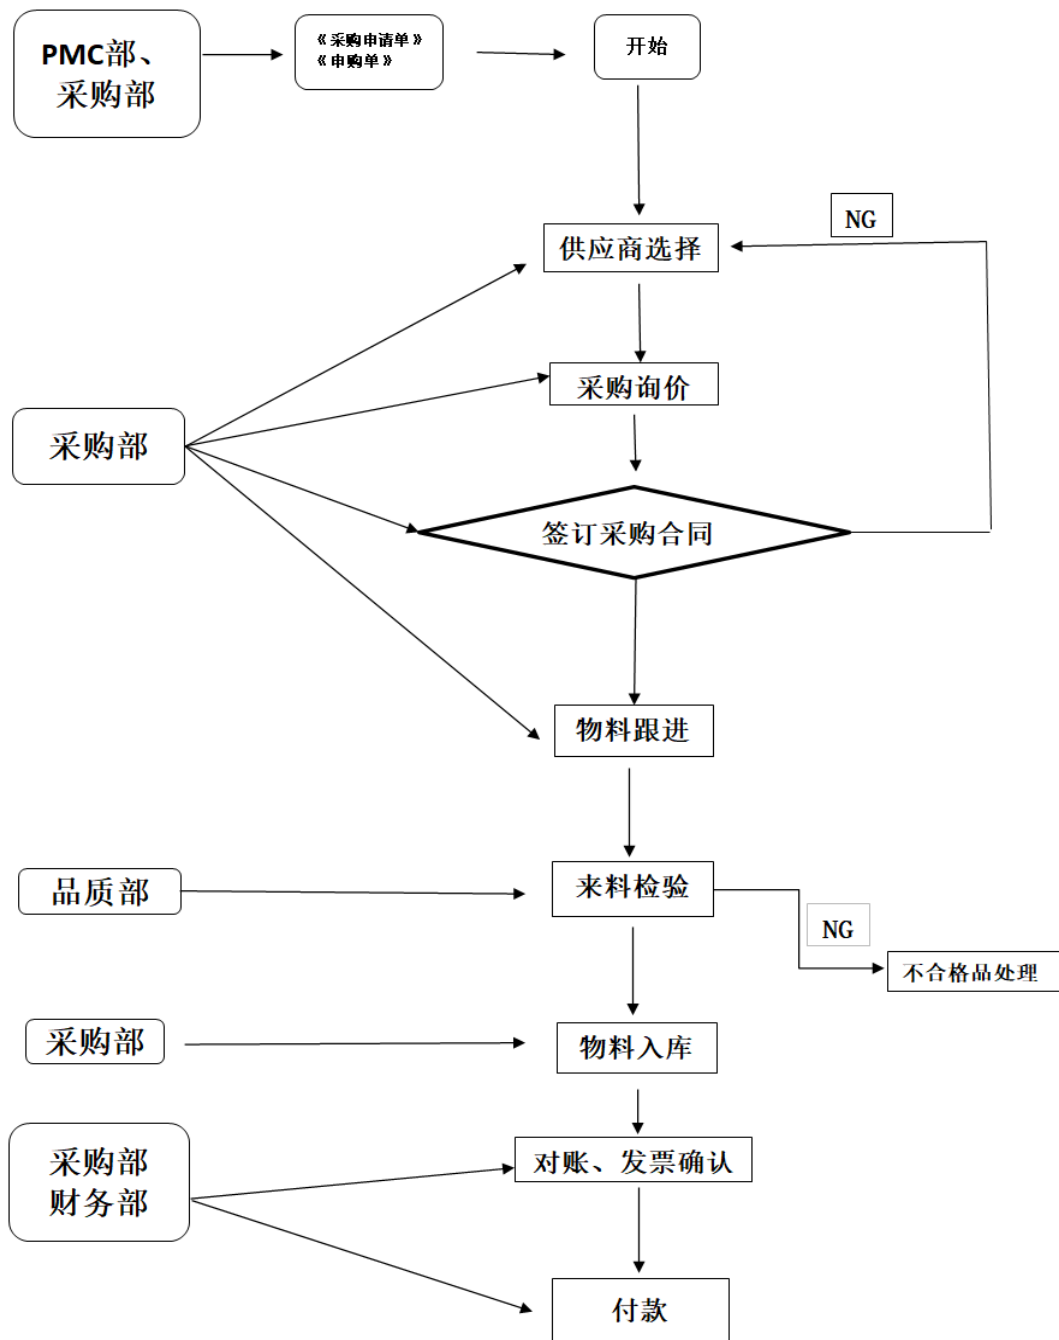 PMC部、
采购部
《采购申请单》
《申购单》
开始
NG
供应商选择
采购询价
采购部
签订采购合同
物料跟进
品质部
来料检验
NG
不合格品处理
采购部
物料入库
采购部
财务部
对账、发票确认
付款